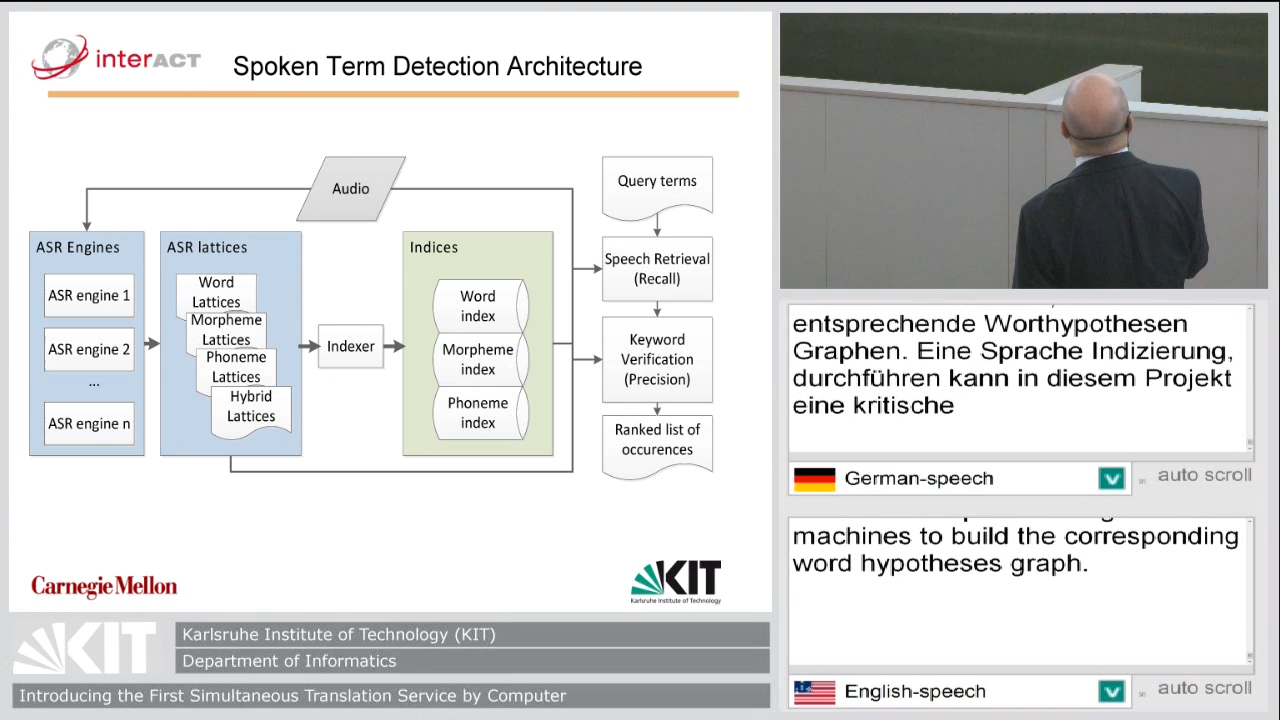 interACT
Spoken Term Detection Architecture
Audio
Query terms
ASR Engines
ASR engine 1
ASR engine 2
...
ASR engine n
ASR lattices
Word
Lattices
Morpheme
Lattices
Phoneme
Lattices
Hybrid
Lattices
Indexer
Indices
Word
index
Morpheme
index
Phoneme
index
Speech Retrieval
(Recall)
Keyword
Verification
(Precision)
Ranked list of
occurences
Carnegie Mellon
KIT
Karlsruhe Institute of Technology
entsprechende Worthypothesen
Graphen. Eine Sprache Indizierung,
durchführen kann in diesem Projekt
eine kritische
German-speech
auto scroll
machines to build the corresponding
word hypotheses graph.
English-speech
auto scroll
KIT
Karlsruhe Institute of Technology (KIT)
Department of Informatics
Introducing the First Simultaneous Translation Service by Computer